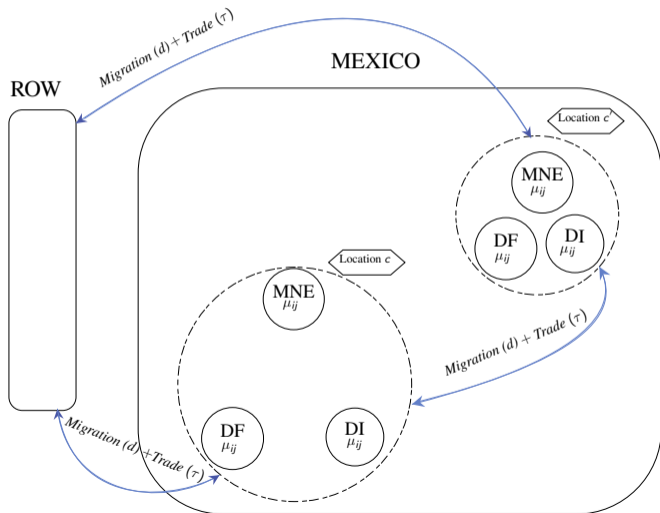 Migration (d) + Trade (τ)
MEXICO
ROW
Location c′
MNE
μij
DF
μij
DI
μij
Location c
MNE
μij
Migration (d) + Trade (τ)
DF
μij
DI
μij
Migration (d) +Trade (τ)